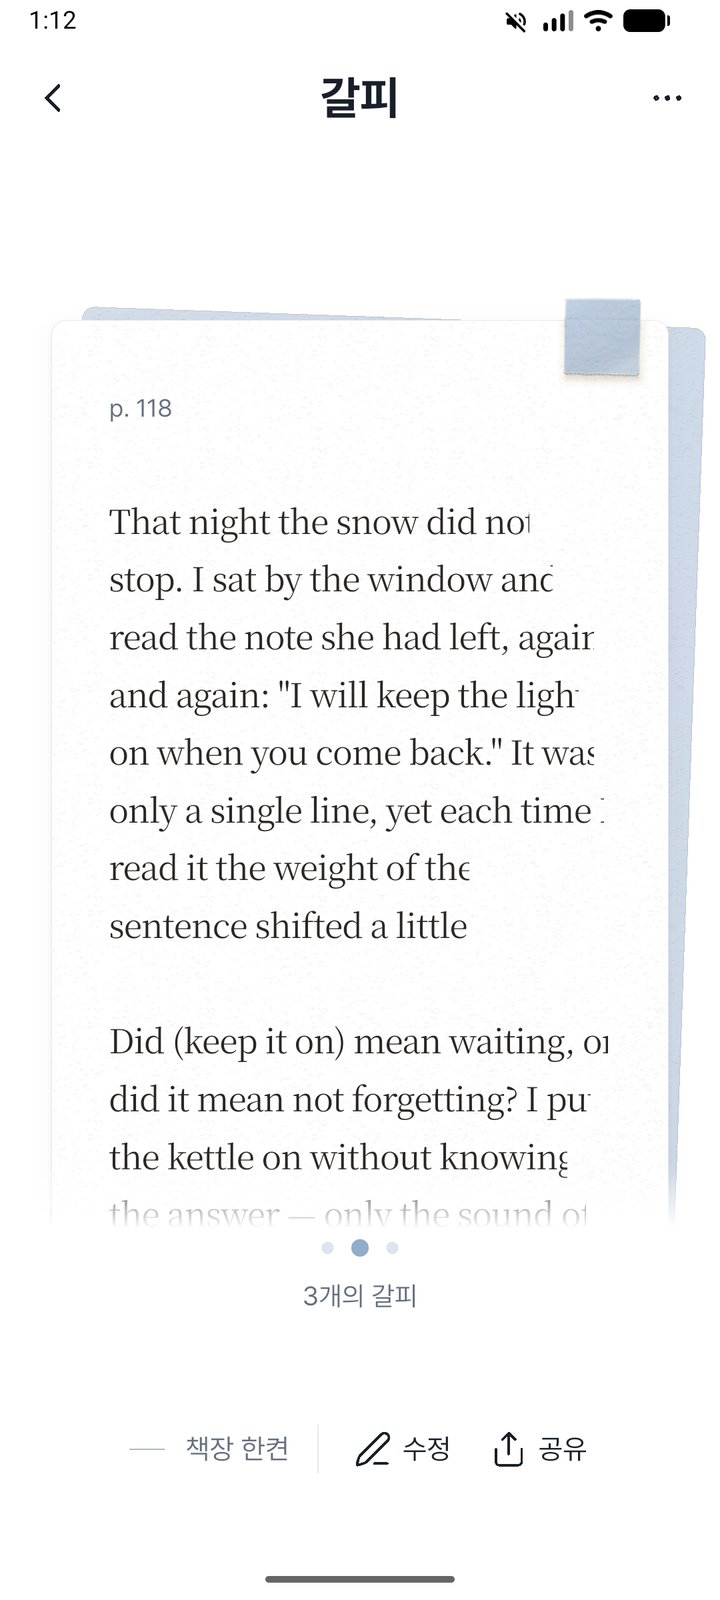 1:12
갈피
p. 118
That night the snow did not
stop. I sat by the window and
read the note she had left, again
and again: "I will keep the light
on when you come back." It was
only a single line, yet each time I
read it the weight of the
sentence shifted a little
Did (keep it on) mean waiting, or
did it mean not forgetting? I put
the kettle on without knowing
the answer — only the sound of
3개의 갈피
책장 한켠
수정
공유